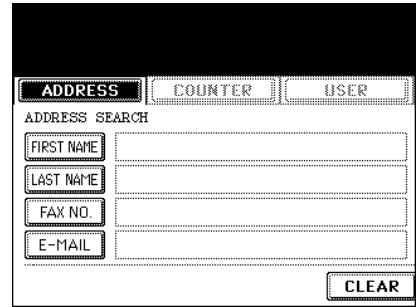 ADDRESS COUNTER USER
ADDRESS SEARCH
FIRST NAME
LAST NAME
FAX NO.
E-MAIL
CLEAR